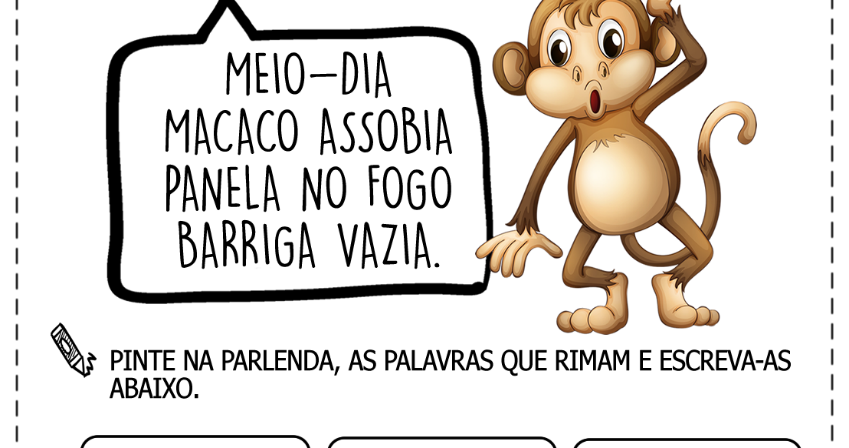 MEIO-DIA
MACACO ASSOBIA
PANELA NO FOGO
BARRIGA VAZIA.
PINTE NA PARLENDA, AS PALAVRAS QUE RIMAM E ESCREVA-AS
ABAIXO.